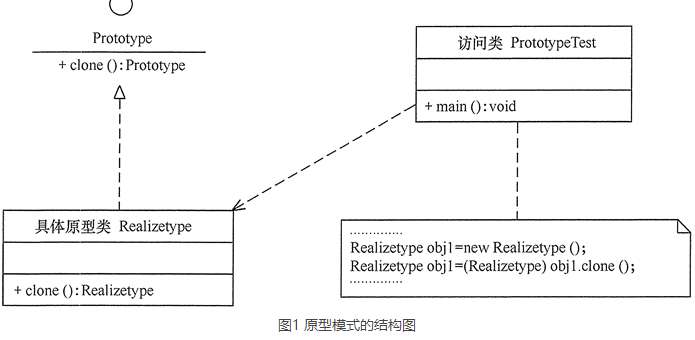 Prototype
+ clone ():Prototype
访问类 PrototypeTest
+ main ():void
具体原型类 Realizetype
+ clone ():Realizetype
..............
Realizetype obj1=new Realizetype ();
Realizetype obj1=(Realizetype) obj1.clone ();
..............
图1 原型模式的结构图